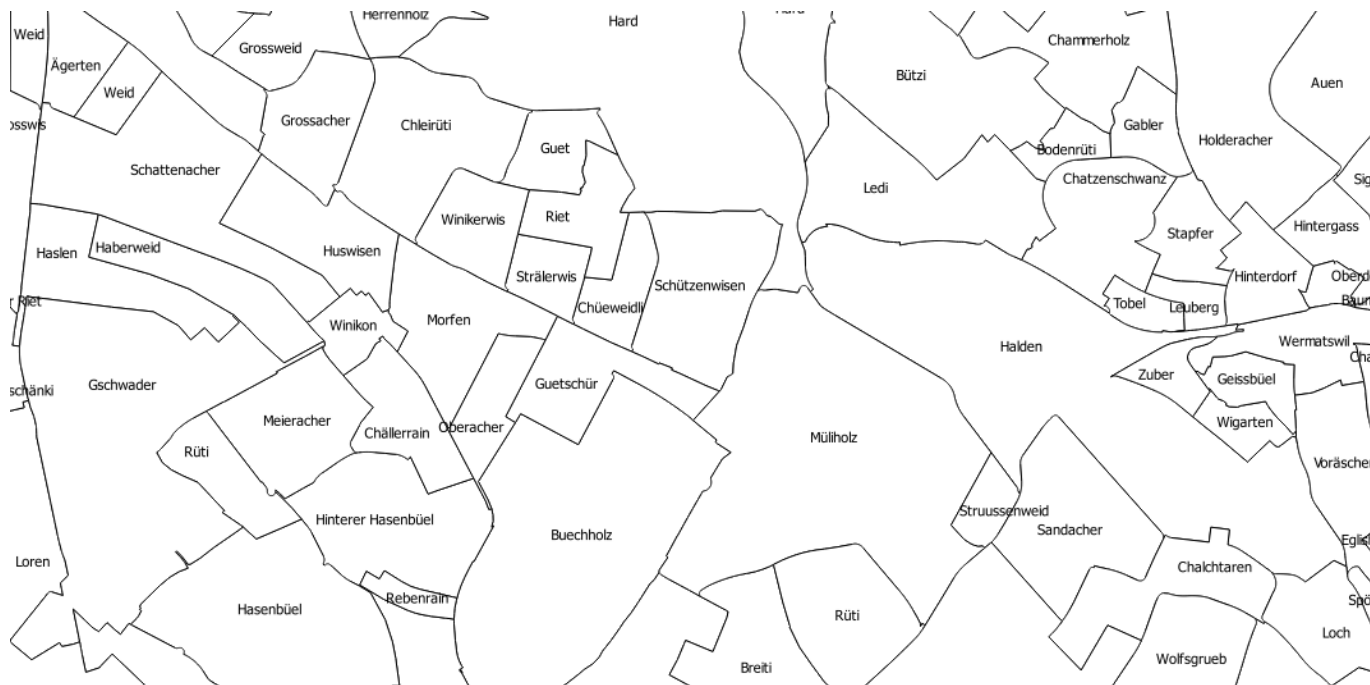 Herrenholz
Hard
Weid
Grossweid
Chammerholz
Ägerten
Bützi
Auen
Weid
Grossacher
Chleirüti
Gabler
Holderacher
Guet
Bodenrüti
Schattenacher
Chatzenschwanz
Ledi
Winikerwis
Riet
Stapfer
Hintergass
Haberweid
Haslen
Huswisen
Strälerwis
Schützenwisen
Hinterdorf
Riet
Chüeweidli
Tobel
Leuberg
Winikon
Morfen
Halden
Wermatswil
Gschwader
Guetschür
Zuber
Geissbüel
schänki
Meieracher
Chällerrain
Oberacher
Müliholz
Wigarten
Rüti
Voräsche
Hinterer Hasenbüel
Struussenweid
Sandacher
Buechholz
Loren
Chalchtaren
Rebenrain
Hasenbüel
Rüti
Loch
Breiti
Wolfsgrueb